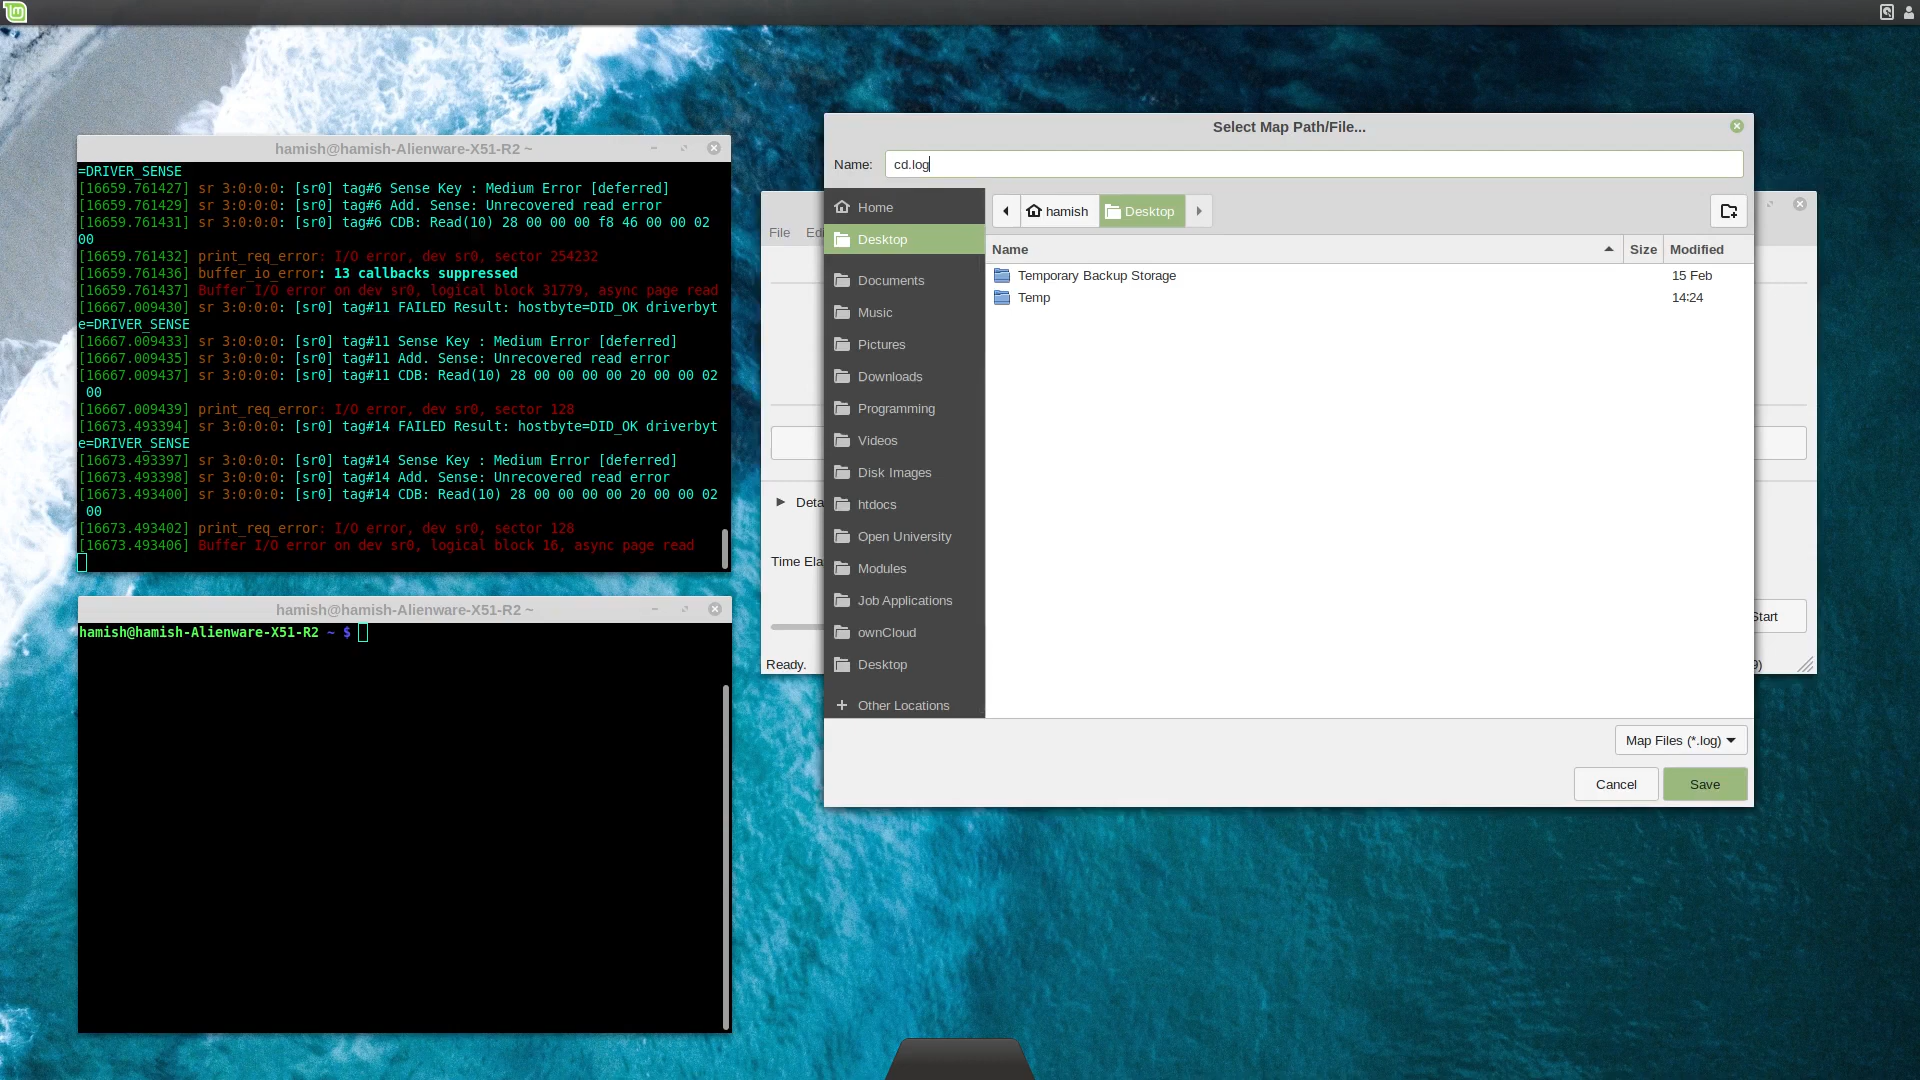 hamish@hamish-Alienware-X51-R2 ~
=DRIVER_SENSE
[16659.761427] sr 3:0:0:0: [sr0] tag#6 Sense Key : Medium Error [deferred]
[16659.761429] sr 3:0:0:0: [sr0] tag#6 Add. Sense: Unrecovered read error
[16659.761431] sr 3:0:0:0: [sr0] tag#6 CDB: Read(10) 28 00 00 00 f8 46 00 00 02
00
[16659.761432] print_req_error: I/O error, dev sr0, sector 254232
[16659.761436] buffer_io_error: 13 callbacks suppressed
[16659.761437] Buffer I/O error on dev sr0, logical block 31779, async page read
[16667.009430] sr 3:0:0:0: [sr0] tag#11 FAILED Result: hostbyte=DID_OK driverbyt
e=DRIVER_SENSE
[16667.009433] sr 3:0:0:0: [sr0] tag#11 Sense Key : Medium Error [deferred]
[16667.009435] sr 3:0:0:0: [sr0] tag#11 Add. Sense: Unrecovered read error
[16667.009437] sr 3:0:0:0: [sr0] tag#11 CDB: Read(10) 28 00 00 00 00 20 00 00 02
00
[16667.009439] print_req_error: I/O error, dev sr0, sector 128
[16673.493394] sr 3:0:0:0: [sr0] tag#14 FAILED Result: hostbyte=DID_OK driverbyt
e=DRIVER_SENSE
[16673.493397] sr 3:0:0:0: [sr0] tag#14 Sense Key : Medium Error [deferred]
[16673.493398] sr 3:0:0:0: [sr0] tag#14 Add. Sense: Unrecovered read error
[16673.493400] sr 3:0:0:0: [sr0] tag#14 CDB: Read(10) 28 00 00 00 00 20 00 00 02
00
[16673.493402] print_req_error: I/O error, dev sr0, sector 128
[16673.493406] Buffer I/O error on dev sr0, logical block 16, async page read
hamish@hamish-Alienware-X51-R2 ~
hamish@hamish-Alienware-X51-R2 ~ $
File Edi
Deta
Time Ela
Ready.
Select Map Path/File...
Name: cd.log
Home
Desktop
Documents
Music
Pictures
Downloads
Programming
Videos
Disk Images
htdocs
Open University
Modules
Job Applications
ownCloud
Desktop
Other Locations
hamish Desktop
Name Size Modified
Temporary Backup Storage 15 Feb
Temp 14:24
Map Files (*.log)
Cancel Save
Start
9)